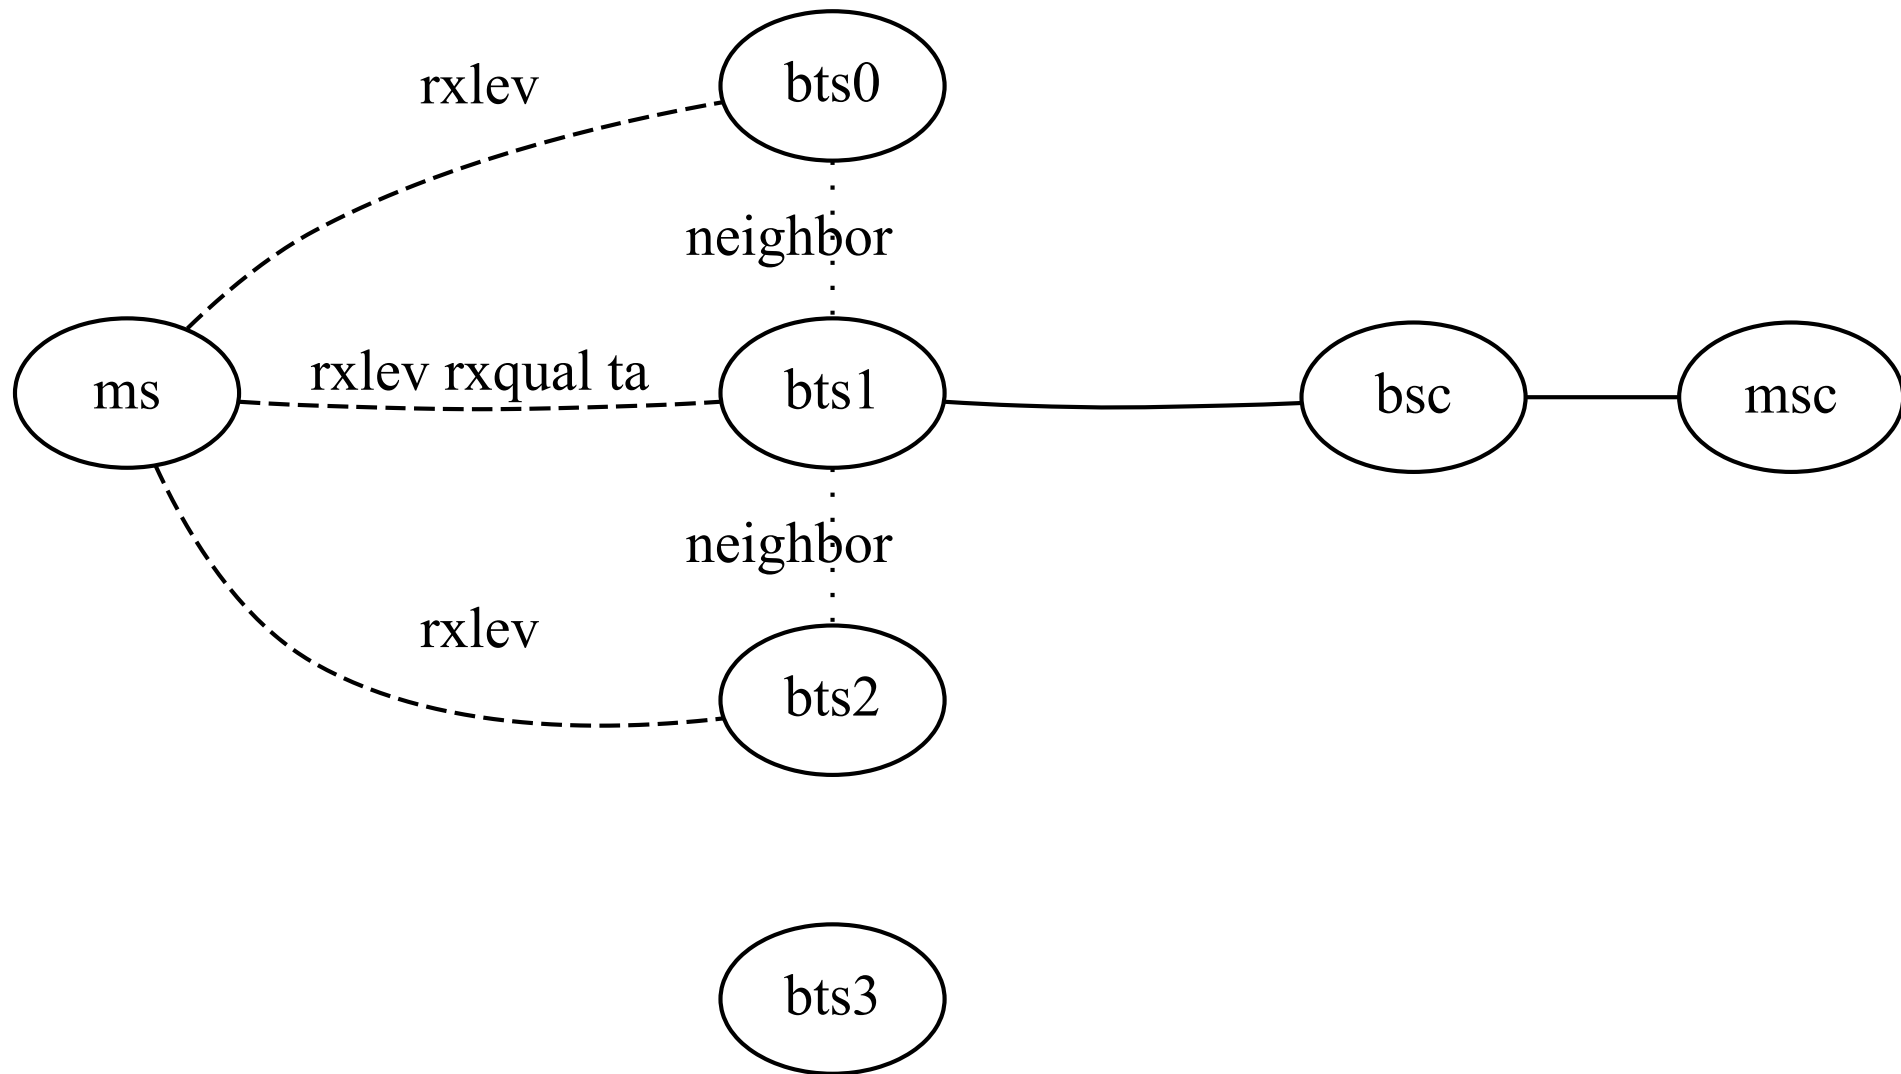 rxlev
bts0
neighbor
ms
rxlev rxqual ta
bts1
bsc
msc
neighbor
rxlev
bts2
bts3